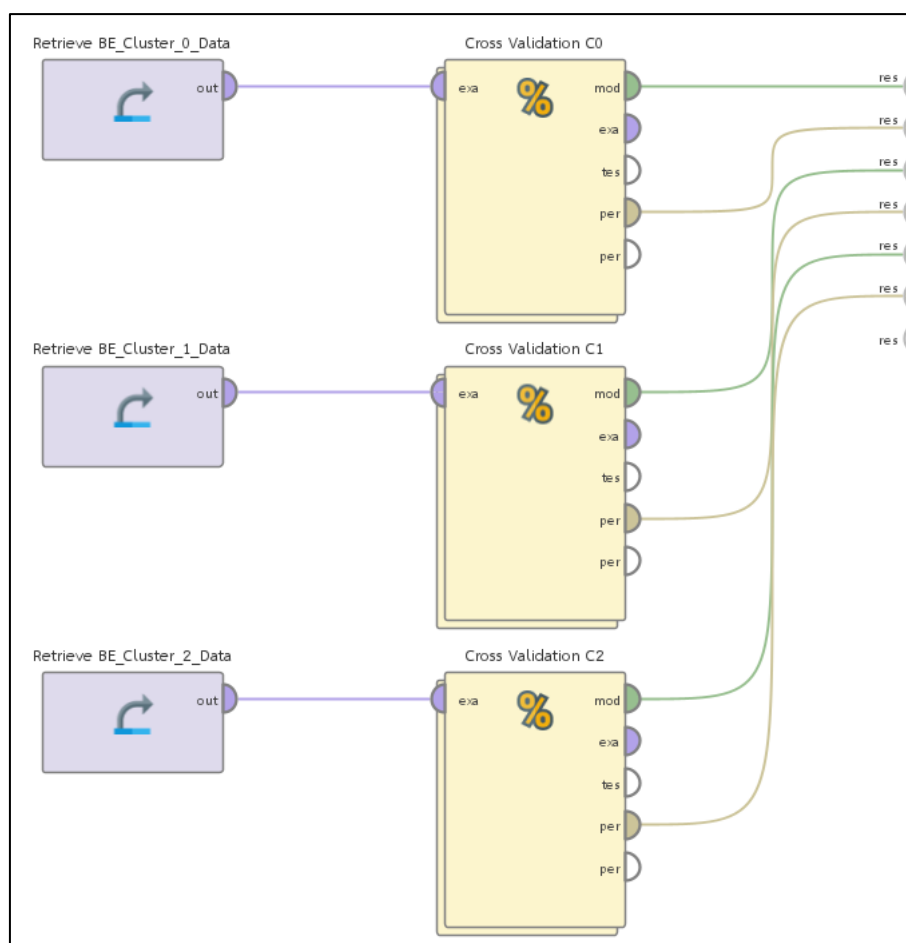 Retrieve BE_Cluster_0_Data
Cross Validation C0
out
exa
%
mod
exa
tes
per
per
res
res
res
res
res
res
res
Retrieve BE_Cluster_1_Data
Cross Validation C1
out
exa
%
mod
exa
tes
per
per
Retrieve BE_Cluster_2_Data
Cross Validation C2
out
exa
%
mod
exa
tes
per
per